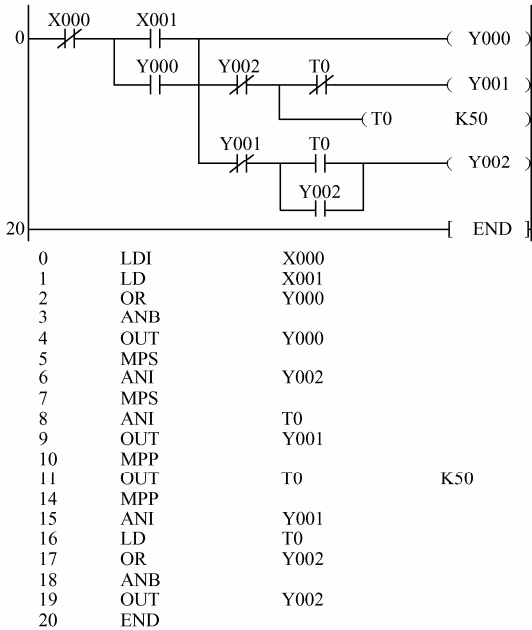 X000 X001
0 Y000
Y000 Y002 T0 Y001
T0 K50
Y001 T0 Y002
Y002
20 END
0 LDI X000
1 LD X001
2 OR Y000
3 ANB
4 OUT Y000
5 MPS
6 ANI Y002
7 MPS
8 ANI T0
9 OUT Y001
10 MPP
11 OUT T0 K50
14 MPP
15 ANI Y001
16 LD T0
17 OR Y002
18 ANB
19 OUT Y002
20 END